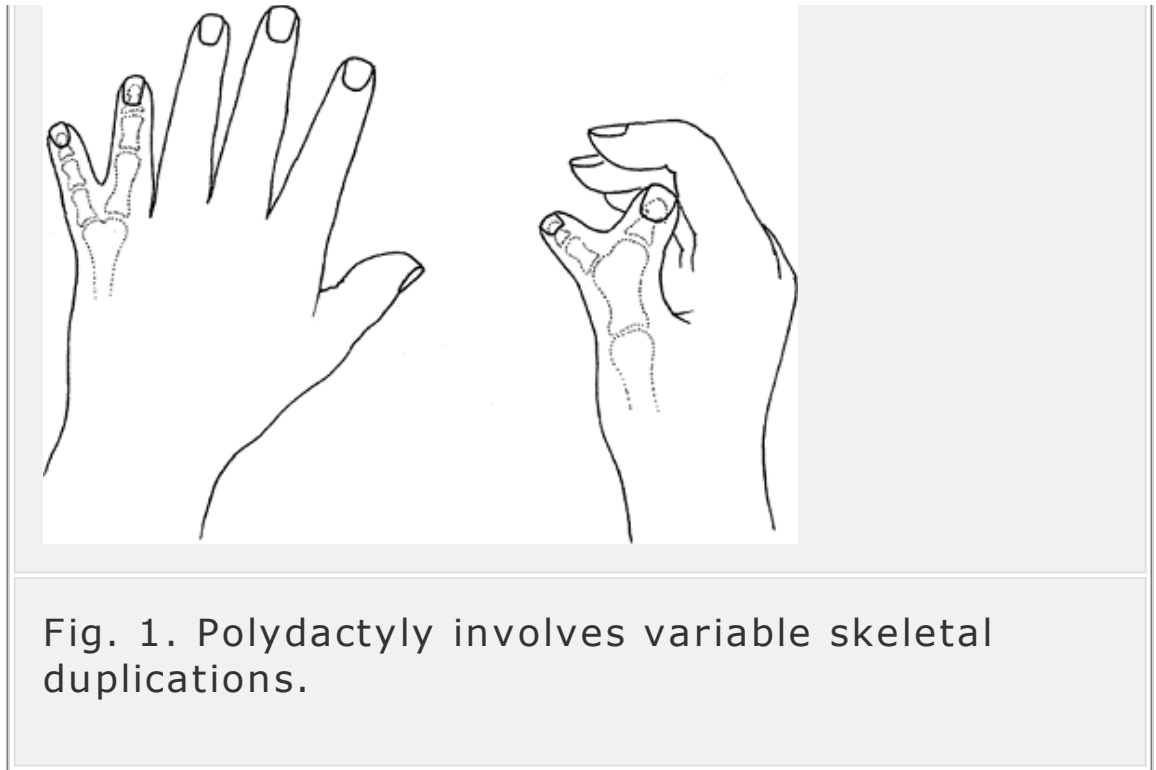 Fig. 1. Polydactyly involves variable skeletal
duplications.